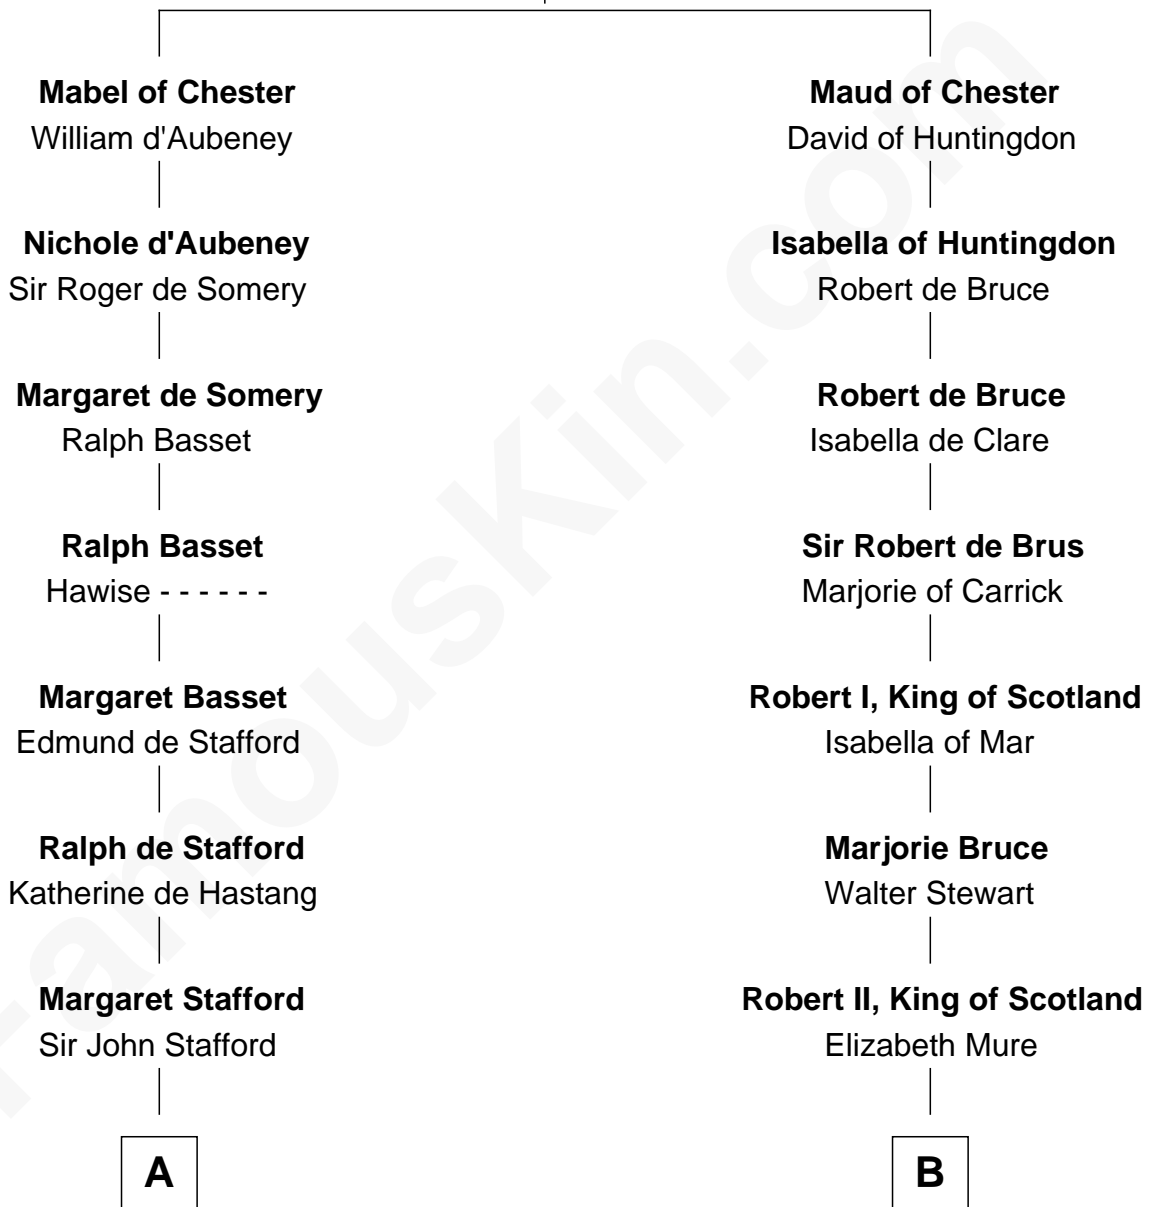 Mabel of Chester
William d'Aubeney
Nichole d'Aubeney
Sir Roger de Somery
Margaret de Somery
Ralph Basset
Ralph Basset
Hawise - - - - - -
Margaret Basset
Edmund de Stafford
Ralph de Stafford
Katherine de Hastang
Margaret Stafford
Sir John Stafford
A
Maud of Chester
David of Huntingdon
Isabella of Huntingdon
Robert de Bruce
Robert de Bruce
Isabella de Clare
Sir Robert de Brus
Marjorie of Carrick
Robert I, King of Scotland
Isabella of Mar
Marjorie Bruce
Walter Stewart
Robert II, King of Scotland
Elizabeth Mure
B
FamousKin.com